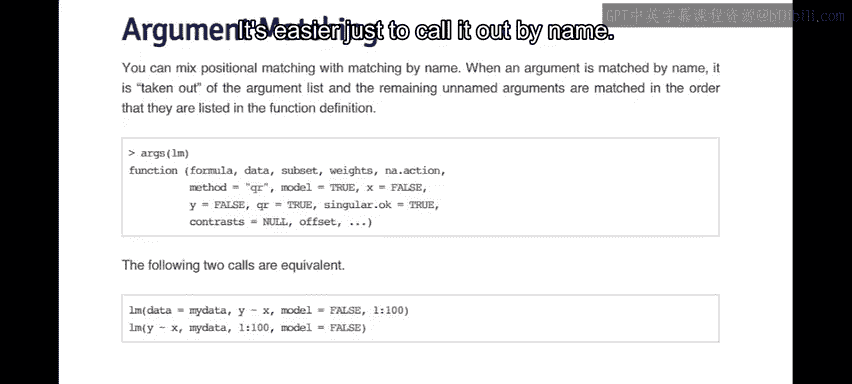 GPT中英字幕课程资源@bilibili.com
Argument Matching
It's easier just to call it out by name.
You can mix positional matching with matching by name. When an argument is matched by name, it
is “taken out” of the argument list and the remaining unnamed arguments are matched in the order
that they are listed in the function definition.
> args(lm)
function (formula, data, subset, weights, na.action,
method = "qr", model = TRUE, x = FALSE,
y = FALSE, qr = TRUE, singular.ok = TRUE,
contrasts = NULL, offset, ...)
The following two calls are equivalent.
lm(data = mydata, y ~ x, model = FALSE, 1:100)
lm(y ~ x, mydata, 1:100, model = FALSE)